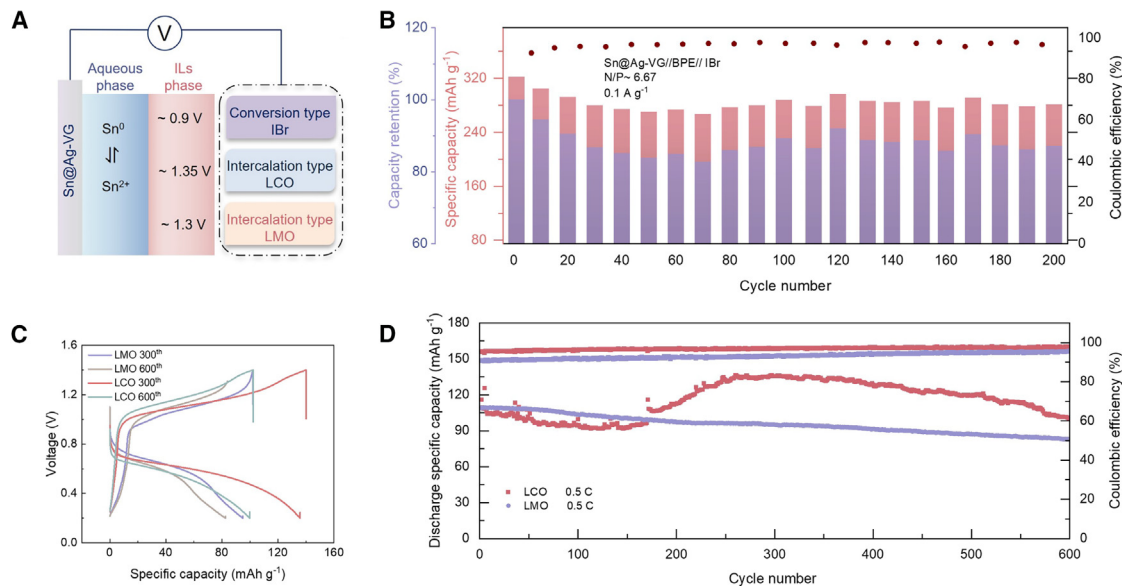 A
V
Aqueous phase
ILs phase
Sn@Ag-VG
Sn⁰
⇌
Sn²⁺
~ 0.9 V
~ 1.35 V
~ 1.3 V
Conversion type
IBr
Intercalation type
LCO
Intercalation type
LMO
B
Capacity retention (%)
120
100
80
60
Specific capacity (mAh g⁻¹)
320
240
160
80
Sn@Ag-VG//BPE// IBr
N/P~ 6.67
0.1 A g⁻¹
100
80
60
40
20
0
Coulombic efficiency (%)
0 20 40 60 80 100 120 140 160 180 200
Cycle number
C
Voltage (V)
1.6
1.2
0.8
0.4
0.0
LMO 300th
LMO 600th
LCO 300th
LCO 600th
0 40 80 120 160
Specific capacity (mAh g⁻¹)
D
Discharge specific capacity (mAh g⁻¹)
180
150
120
90
60
30
0
LCO 0.5 C
LMO 0.5 C
100
80
60
40
20
0
Coulombic efficiency (%)
0 100 200 300 400 500 600
Cycle number